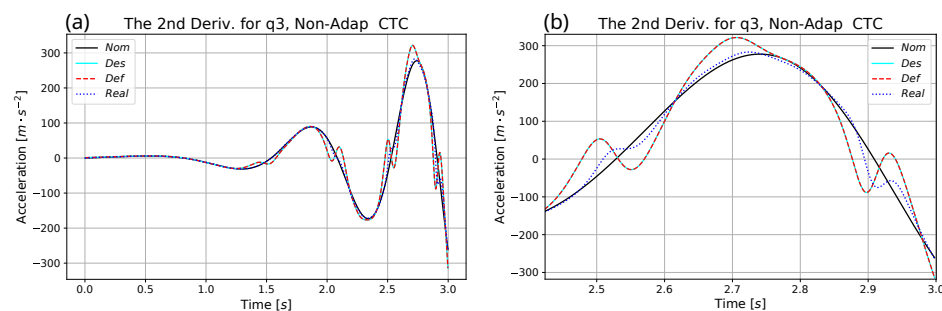 (a)
The 2nd Deriv. for q3, Non-Adap CTC
Acceleration [m · s−2]
300
200
100
0
−100
−200
−300
Nom
Des
Def
Real
0.0 0.5 1.0 1.5 2.0 2.5 3.0
Time [s]
(b)
The 2nd Deriv. for q3, Non-Adap CTC
Acceleration [m · s−2]
300
200
100
0
−100
−200
−300
Nom
Des
Def
Real
2.5 2.6 2.7 2.8 2.9 3.0
Time [s]